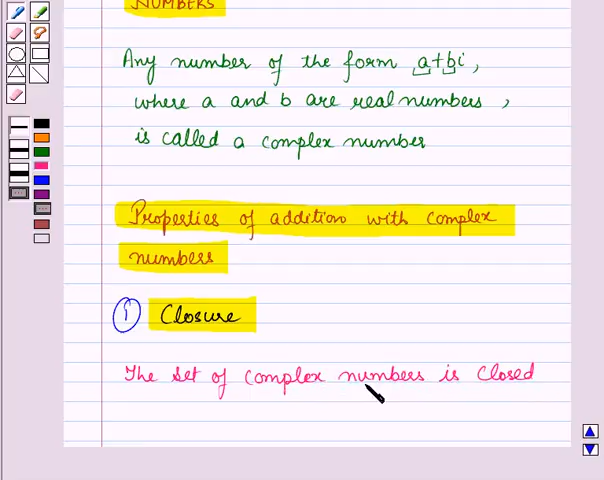 NUMBERS
Any number of the form a+bi,
where a and b are real numbers,
is called a complex number
Properties of addition with complex
numbers
1 Closure
The set of complex numbers is closed